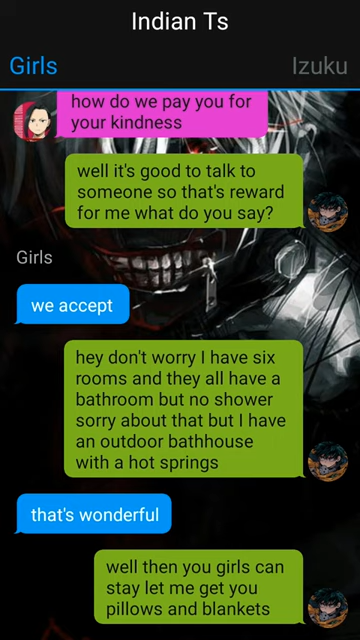 Indian Ts
Girls
Izuku
how do we pay you for
your kindness
well it's good to talk to
someone so that's reward
for me what do you say?
Girls
we accept
hey don't worry I have six
rooms and they all have a
bathroom but no shower
sorry about that but I have
an outdoor bathhouse
with a hot springs
that's wonderful
well then you girls can
stay let me get you
pillows and blankets